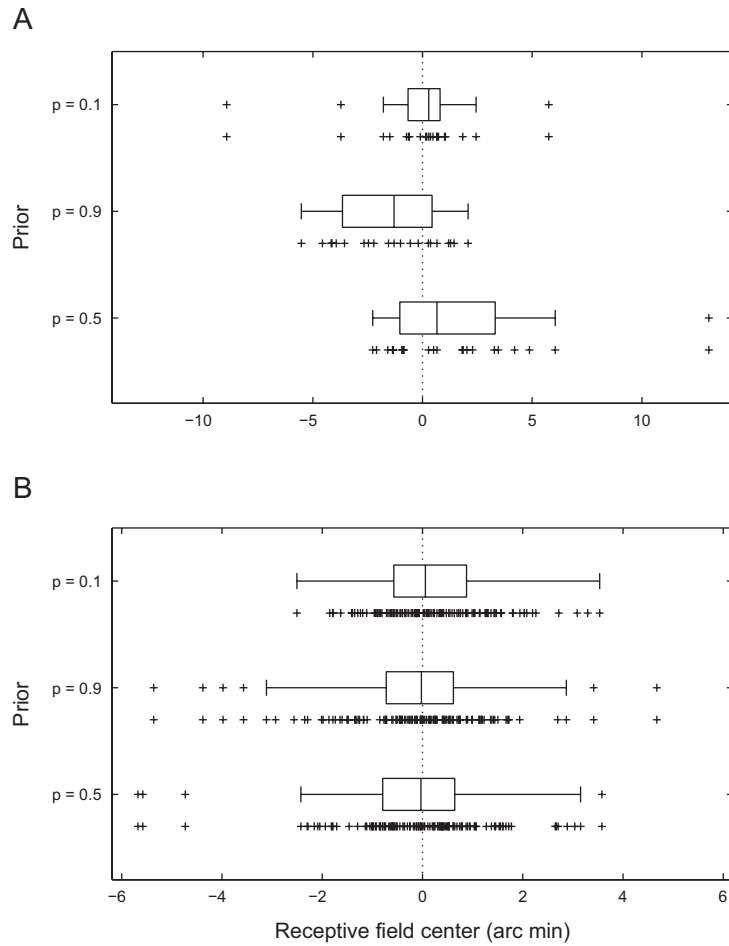 A
p = 0.1
p = 0.9
p = 0.5
Prior
−10 −5 0 5 10
B
p = 0.1
p = 0.9
p = 0.5
Prior
−6 −4 −2 0 2 4 6
Receptive field center (arc min)